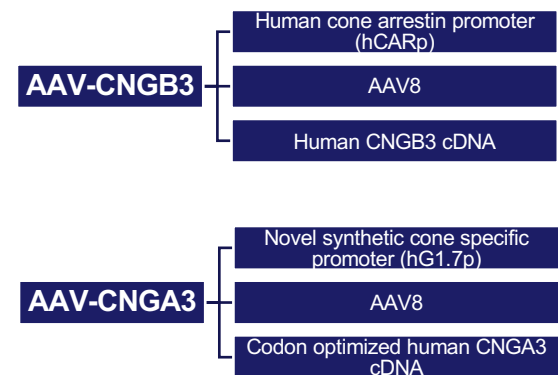 Human cone arrestin promoter
(hCARp)
AAV-CNGB3
AAV8
Human CNGB3 cDNA
Novel synthetic cone specific
promoter (hG1.7p)
AAV-CNGA3
AAV8
Codon optimized human CNGA3
cDNA